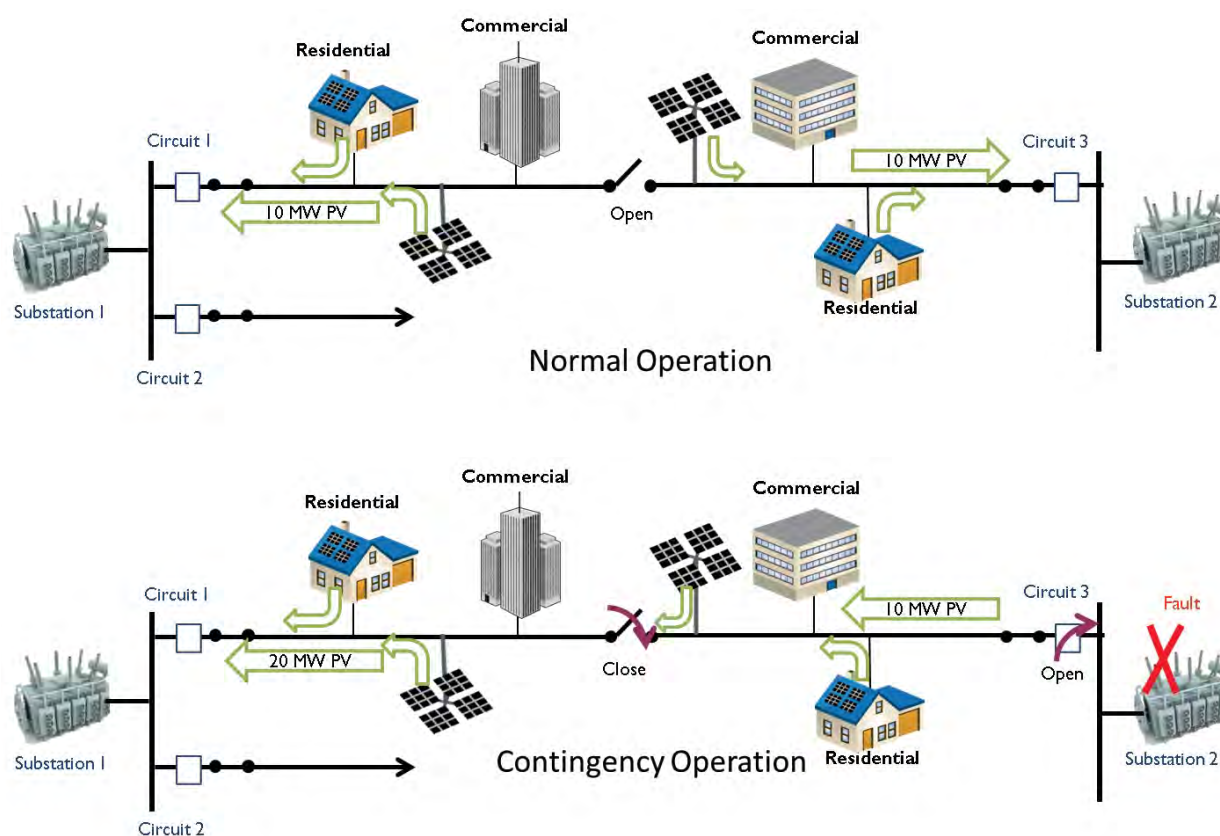 Commercial
Commercial
Residential
Circuit 1
Circuit 3
10 MW PV
10 MW PV
Open
Substation 1
Residential
Substation 2
Normal Operation
Circuit 2
Commercial
Commercial
Residential
Circuit 1
Circuit 3
Fault
10 MW PV
20 MW PV
Close
Open
Substation 1
Contingency Operation
Residential
Substation 2
Circuit 2